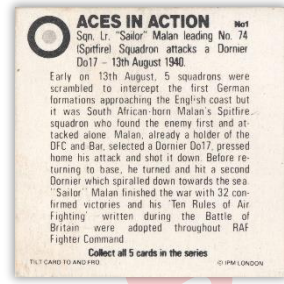 ACES IN ACTION No1
Sqn. Lr. "Sailor" Malan leading No. 74
(Spitfire) Squadron attacks a Dornier
Do17 – 13th August 1940.
Early on 13th August, 5 squadrons were
scrambled to intercept the first German
formations approaching the English coast but
it was South African-born Malan's Spitfire
squadron who found the enemy first and at-
tacked alone. Malan, already a holder of the
DFC and Bar, selected a Dornier Do17, pressed
home his attack and shot it down. Before re-
turning to base, he turned and hit a second
Dornier which spiralled down towards the sea.
"Sailor" Malan finished the war with 32 con-
firmed victories and his 'Ten Rules of Air
Fighting' written during the Battle of
Britain were adopted throughout RAF
Fighter Command
Collect all 5 cards in the series
TILT CARD TO AND FRO. © IPM LONDON